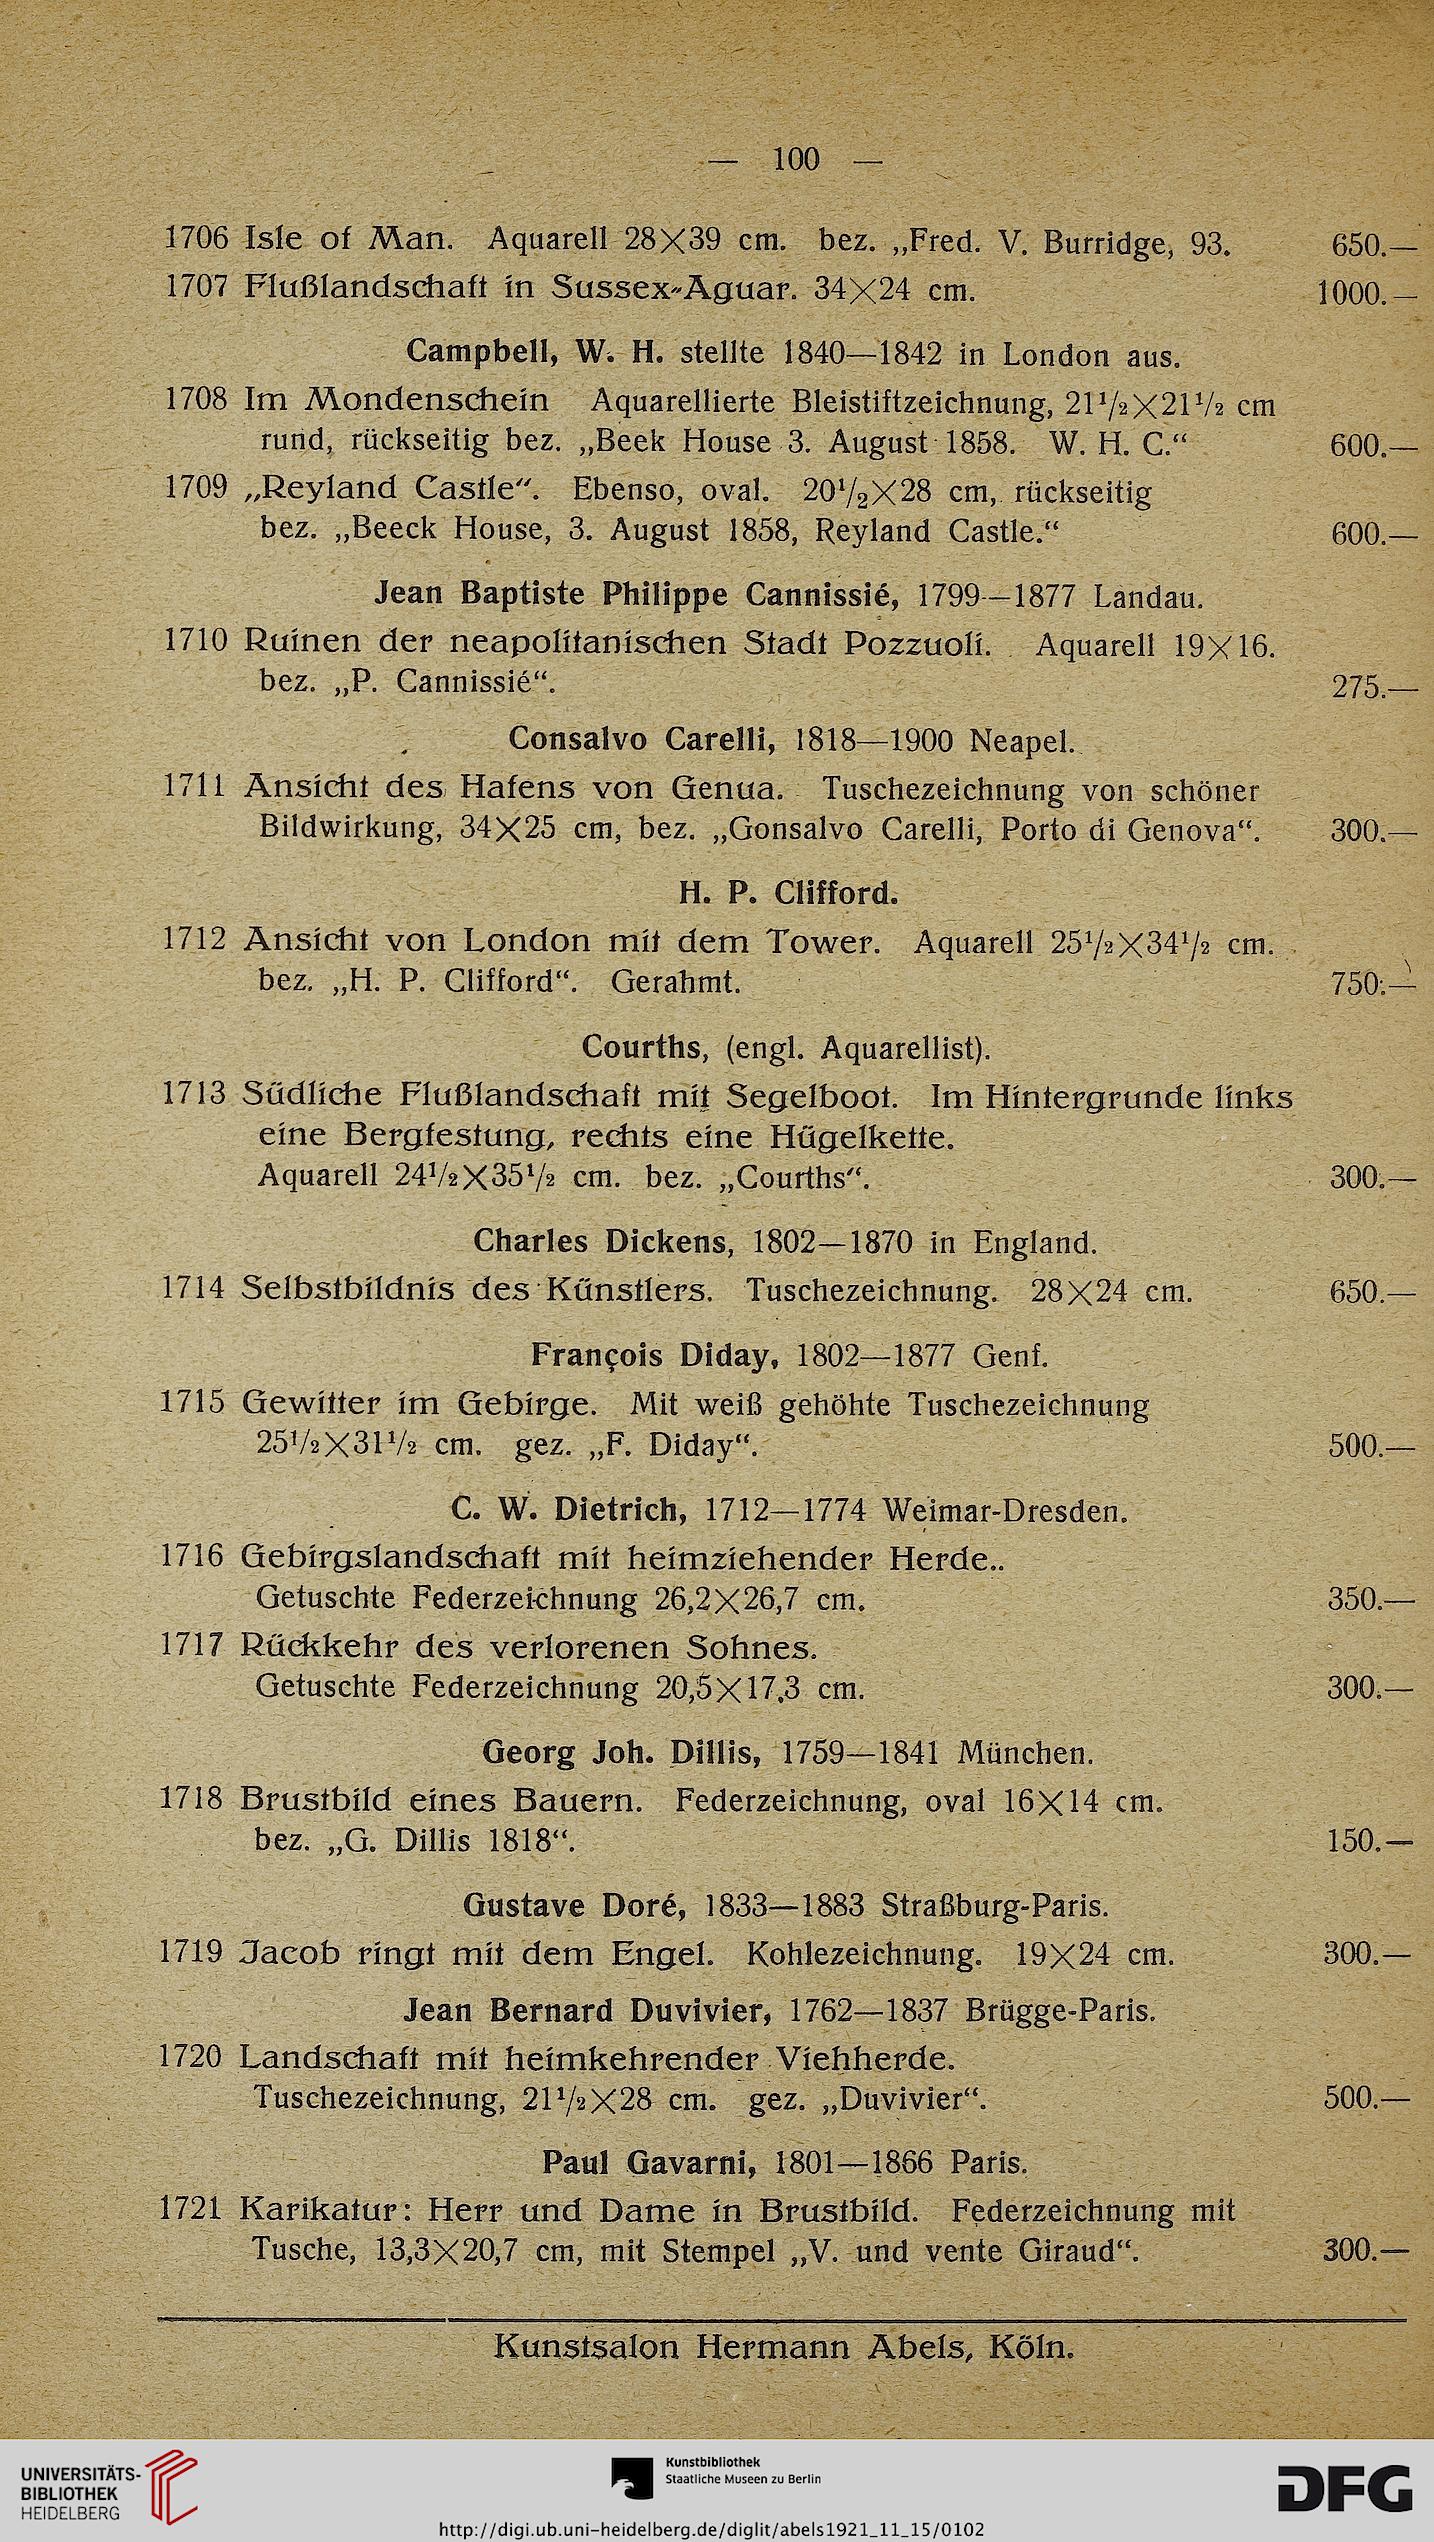 — 100 —
1706 Isle of Man. Aquarell 28×39 cm. bez. „Fred. V. Burridge, 93. 650.—
1707 Flußlandschaft in Sussex-Aguar. 34×24 cm. 1000.—
Campbell, W. H. stellte 1840—1842 in London aus.
1708 Im Mondenschein Aquarellierte Bleistiftzeichnung, 21¹/₂×21¹/₂ cm
rund, rückseitig bez. „Beek House 3. August 1858. W. H. C.“ 600.—
1709 „Reyland Castle“. Ebenso, oval. 20¹/₂×28 cm, rückseitig
bez. „Beeck House, 3. August 1858, Reyland Castle.“ 600.—
Jean Baptiste Philippe Cannissié, 1799—1877 Landau.
1710 Ruinen der neapolitanischen Stadt Pozzuoli. Aquarell 19×16.
bez. „P. Cannissié“. 275.—
Consalvo Carelli, 1818—1900 Neapel.
1711 Ansicht des Hafens von Genua. Tuschezeichnung von schöner
Bildwirkung, 34×25 cm, bez. „Gonsalvo Carelli, Porto di Genova“. 300.—
H. P. Clifford.
1712 Ansicht von London mit dem Tower. Aquarell 25¹/₂×34¹/₂ cm.
bez. „H. P. Clifford“. Gerahmt. 750.—
Courths, (engl. Aquarellist).
1713 Südliche Flußlandschaft mit Segelboot. Im Hintergrunde links
eine Bergfestung, rechts eine Hügelkette.
Aquarell 24¹/₂×35¹/₂ cm. bez. „Courths“. 300.—
Charles Dickens, 1802—1870 in England.
1714 Selbstbildnis des Künstlers. Tuschezeichnung. 28×24 cm. 650.—
François Diday, 1802—1877 Genf.
1715 Gewitter im Gebirge. Mit weiß gehöhte Tuschezeichnung
25¹/₂×31¹/₂ cm. gez. „F. Diday“. 500.—
C. W. Dietrich, 1712—1774 Weimar-Dresden.
1716 Gebirgslandschaft mit heimziehender Herde..
Getuschte Federzeichnung 26,2×26,7 cm. 350.—
1717 Rückkehr des verlorenen Sohnes.
Getuschte Federzeichnung 20,5×17,3 cm. 300.—
Georg Joh. Dillis, 1759—1841 München.
1718 Brustbild eines Bauern. Federzeichnung, oval 16×14 cm.
bez. „G. Dillis 1818“. 150.—
Gustave Doré, 1833—1883 Straßburg-Paris.
1719 Jacob ringt mit dem Engel. Kohlezeichnung. 19×24 cm. 300.—
Jean Bernard Duvivier, 1762—1837 Brügge-Paris.
1720 Landschaft mit heimkehrender Viehherde.
Tuschezeichnung, 21¹/₂×28 cm. gez. „Duvivier“. 500.—
Paul Gavarni, 1801—1866 Paris.
1721 Karikatur: Herr und Dame in Brustbild. Federzeichnung mit
Tusche, 13,3×20,7 cm, mit Stempel „V. und vente Giraud“. 300.—
Kunstsalon Hermann Abels, Köln.
UNIVERSITÄTS-
BIBLIOTHEK
HEIDELBERG
Kunstbibliothek
Staatliche Museen zu Berlin
DFG
http://digi.ub.uni-heidelberg.de/diglit/abels1921_11_15/0102